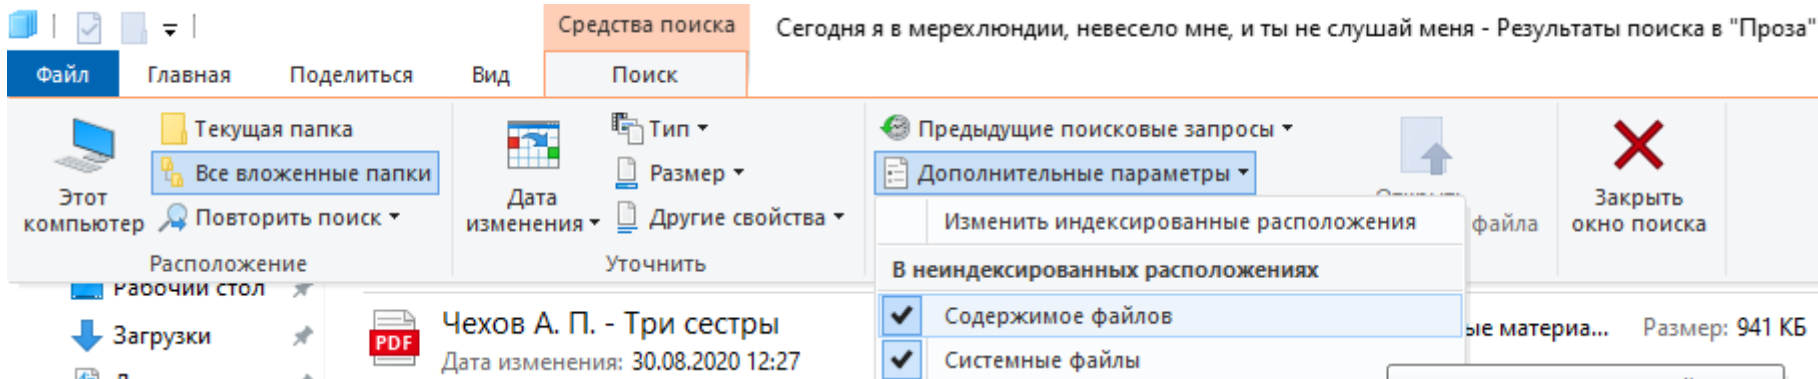 Средства поиска
Сегодня я в мерехлюндии, невесело мне, и ты не слушай меня - Результаты поиска в "Проза"
Файл Главная Поделиться Вид Поиск
Этот компьютер
Текущая папка
Все вложенные папки
Повторить поиск
Расположение
Дата изменения
Тип
Размер
Другие свойства
Уточнить
Предыдущие поисковые запросы
Дополнительные параметры
Изменить индексированные расположения
В неиндексированных расположениях
Содержимое файлов
Системные файлы
файла
Закрыть
окно поиска
Рабочий стол
Загрузки
PDF
Чехов А. П. - Три сестры
Дата изменения: 30.08.2020 12:27
Размер: 941 КБ